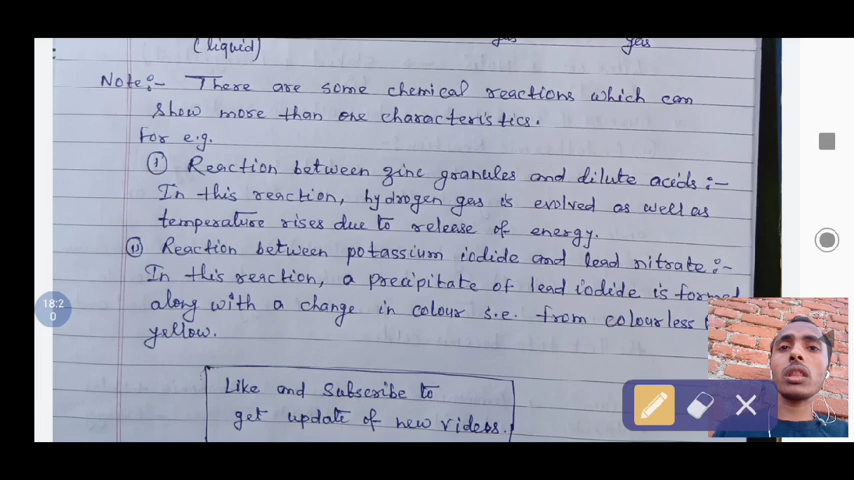 (liquid)
gas gas
Note:- There are some chemical reactions which can
show more than one characteristics.
For e.g.
(i) Reaction between zinc granules and dilute acids :-
In this reaction, hydrogen gas is evolved as well as
temperature rises due to release of energy.
(ii) Reaction between potassium iodide and lead nitrate :-
In this reaction, a precipitate of lead iodide is formed
along with a change in colour i.e. from colourless
yellow.
18:2
0
Like and Subscribe to
get update of new videos.